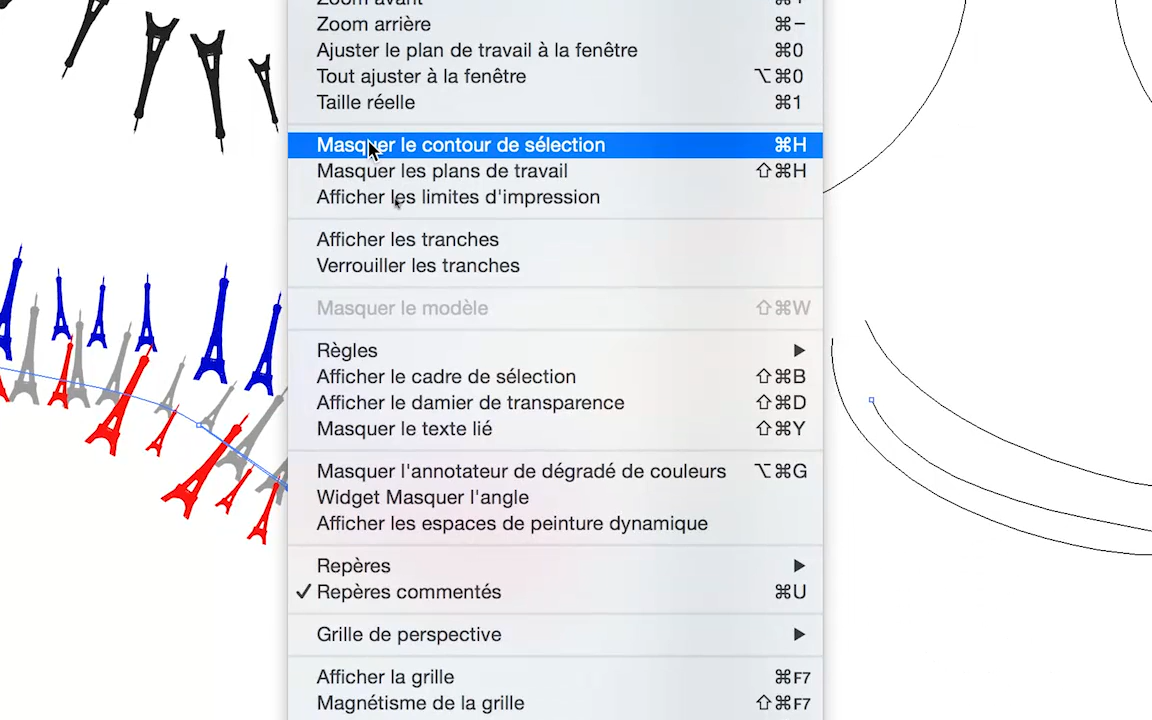 Zoom avant ⌘+
Zoom arrière ⌘−
Ajuster le plan de travail à la fenêtre ⌘0
Tout ajuster à la fenêtre ⌥⌘0
Taille réelle ⌘1
Masquer le contour de sélection ⌘H
Masquer les plans de travail ⇧⌘H
Afficher les limites d'impression
Afficher les tranches
Verrouiller les tranches
Masquer le modèle ⇧⌘W
Règles
Afficher le cadre de sélection ⇧⌘B
Afficher le damier de transparence ⇧⌘D
Masquer le texte lié ⇧⌘Y
Masquer l'annotateur de dégradé de couleurs ⌥⌘G
Widget Masquer l'angle
Afficher les espaces de peinture dynamique
Repères
✓ Repères commentés ⌘U
Grille de perspective
Afficher la grille ⌘F7
Magnétisme de la grille ⇧⌘F7